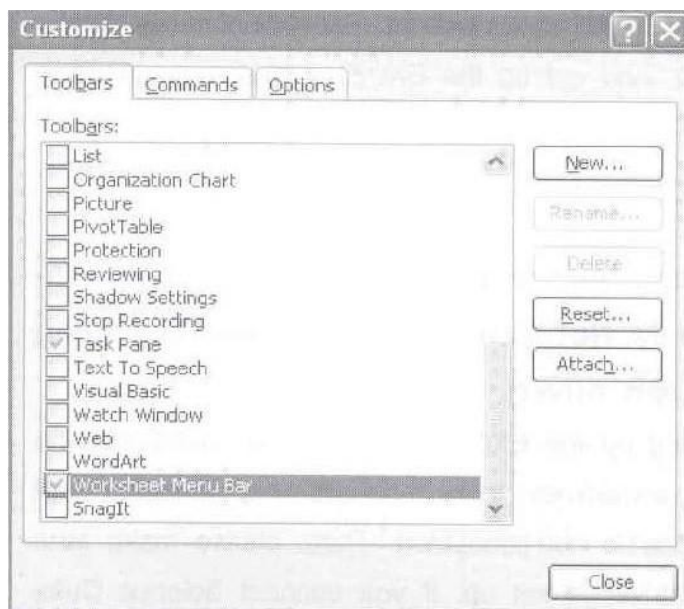 Customize
Toolbars
Commands
Options
Toolbars:
List
Organization Chart
Picture
PivotTable
Protection
Reviewing
Shadow Settings
Stop Recording
Task Pane
Text To Speech
Visual Basic
Watch Window
Web
WordArt
Worksheet Menu Bar
SnagIt
New...
Rename...
Delete
Reset...
Attach...
Close